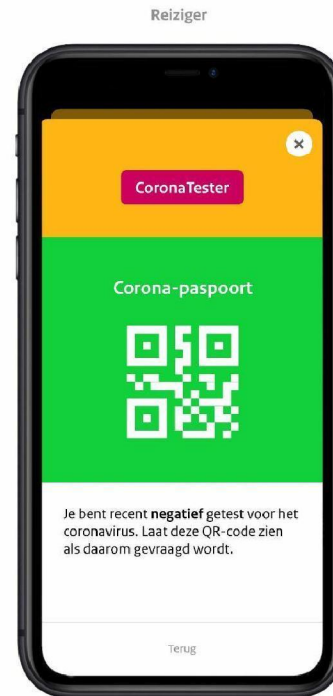 Reiziger
CoronaTester
Corona-paspoort
Je bent recent negatief getest voor het
coronavirus. Laat deze QR-code zien
als daarom gevraagd wordt.
Terug